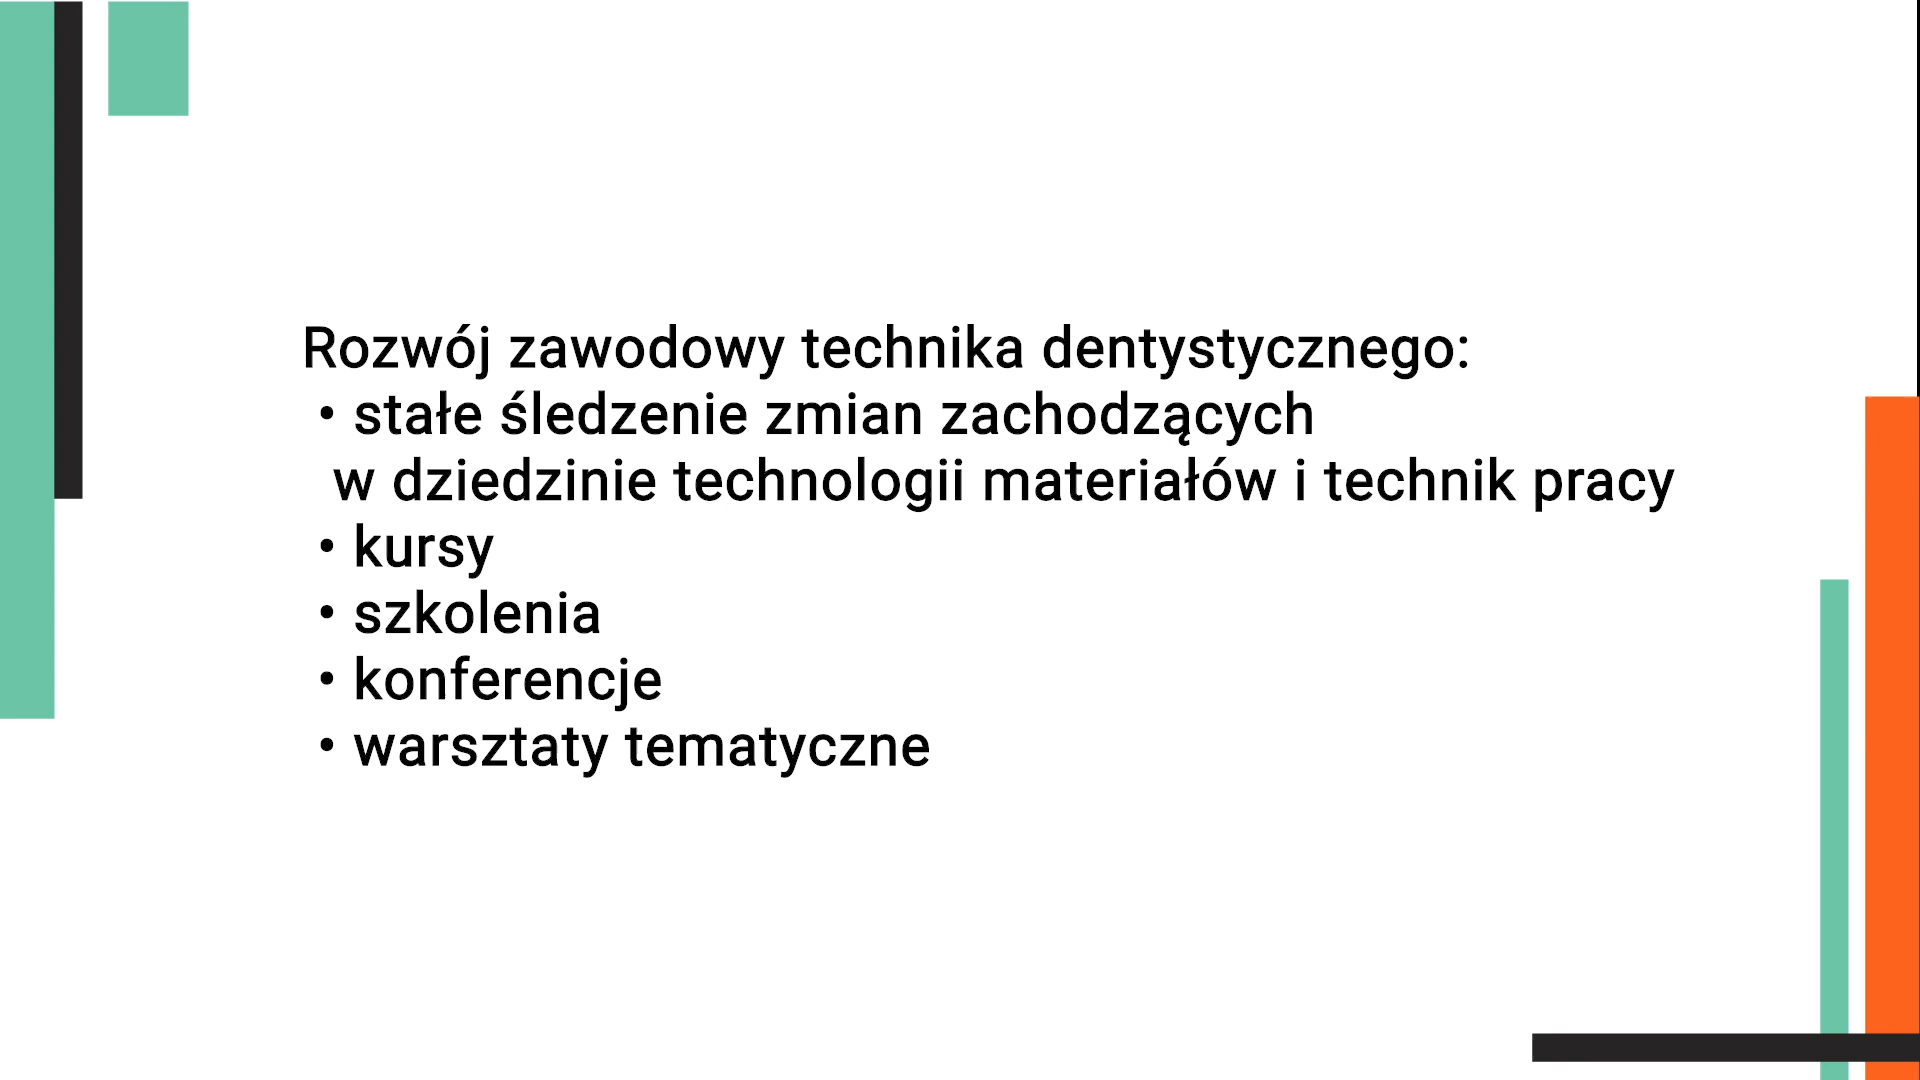 Rozwój zawodowy technika dentystycznego:
• stałe śledzenie zmian zachodzących
w dziedzinie technologii materiałów i technik pracy
• kursy
• szkolenia
• konferencje
• warsztaty tematyczne